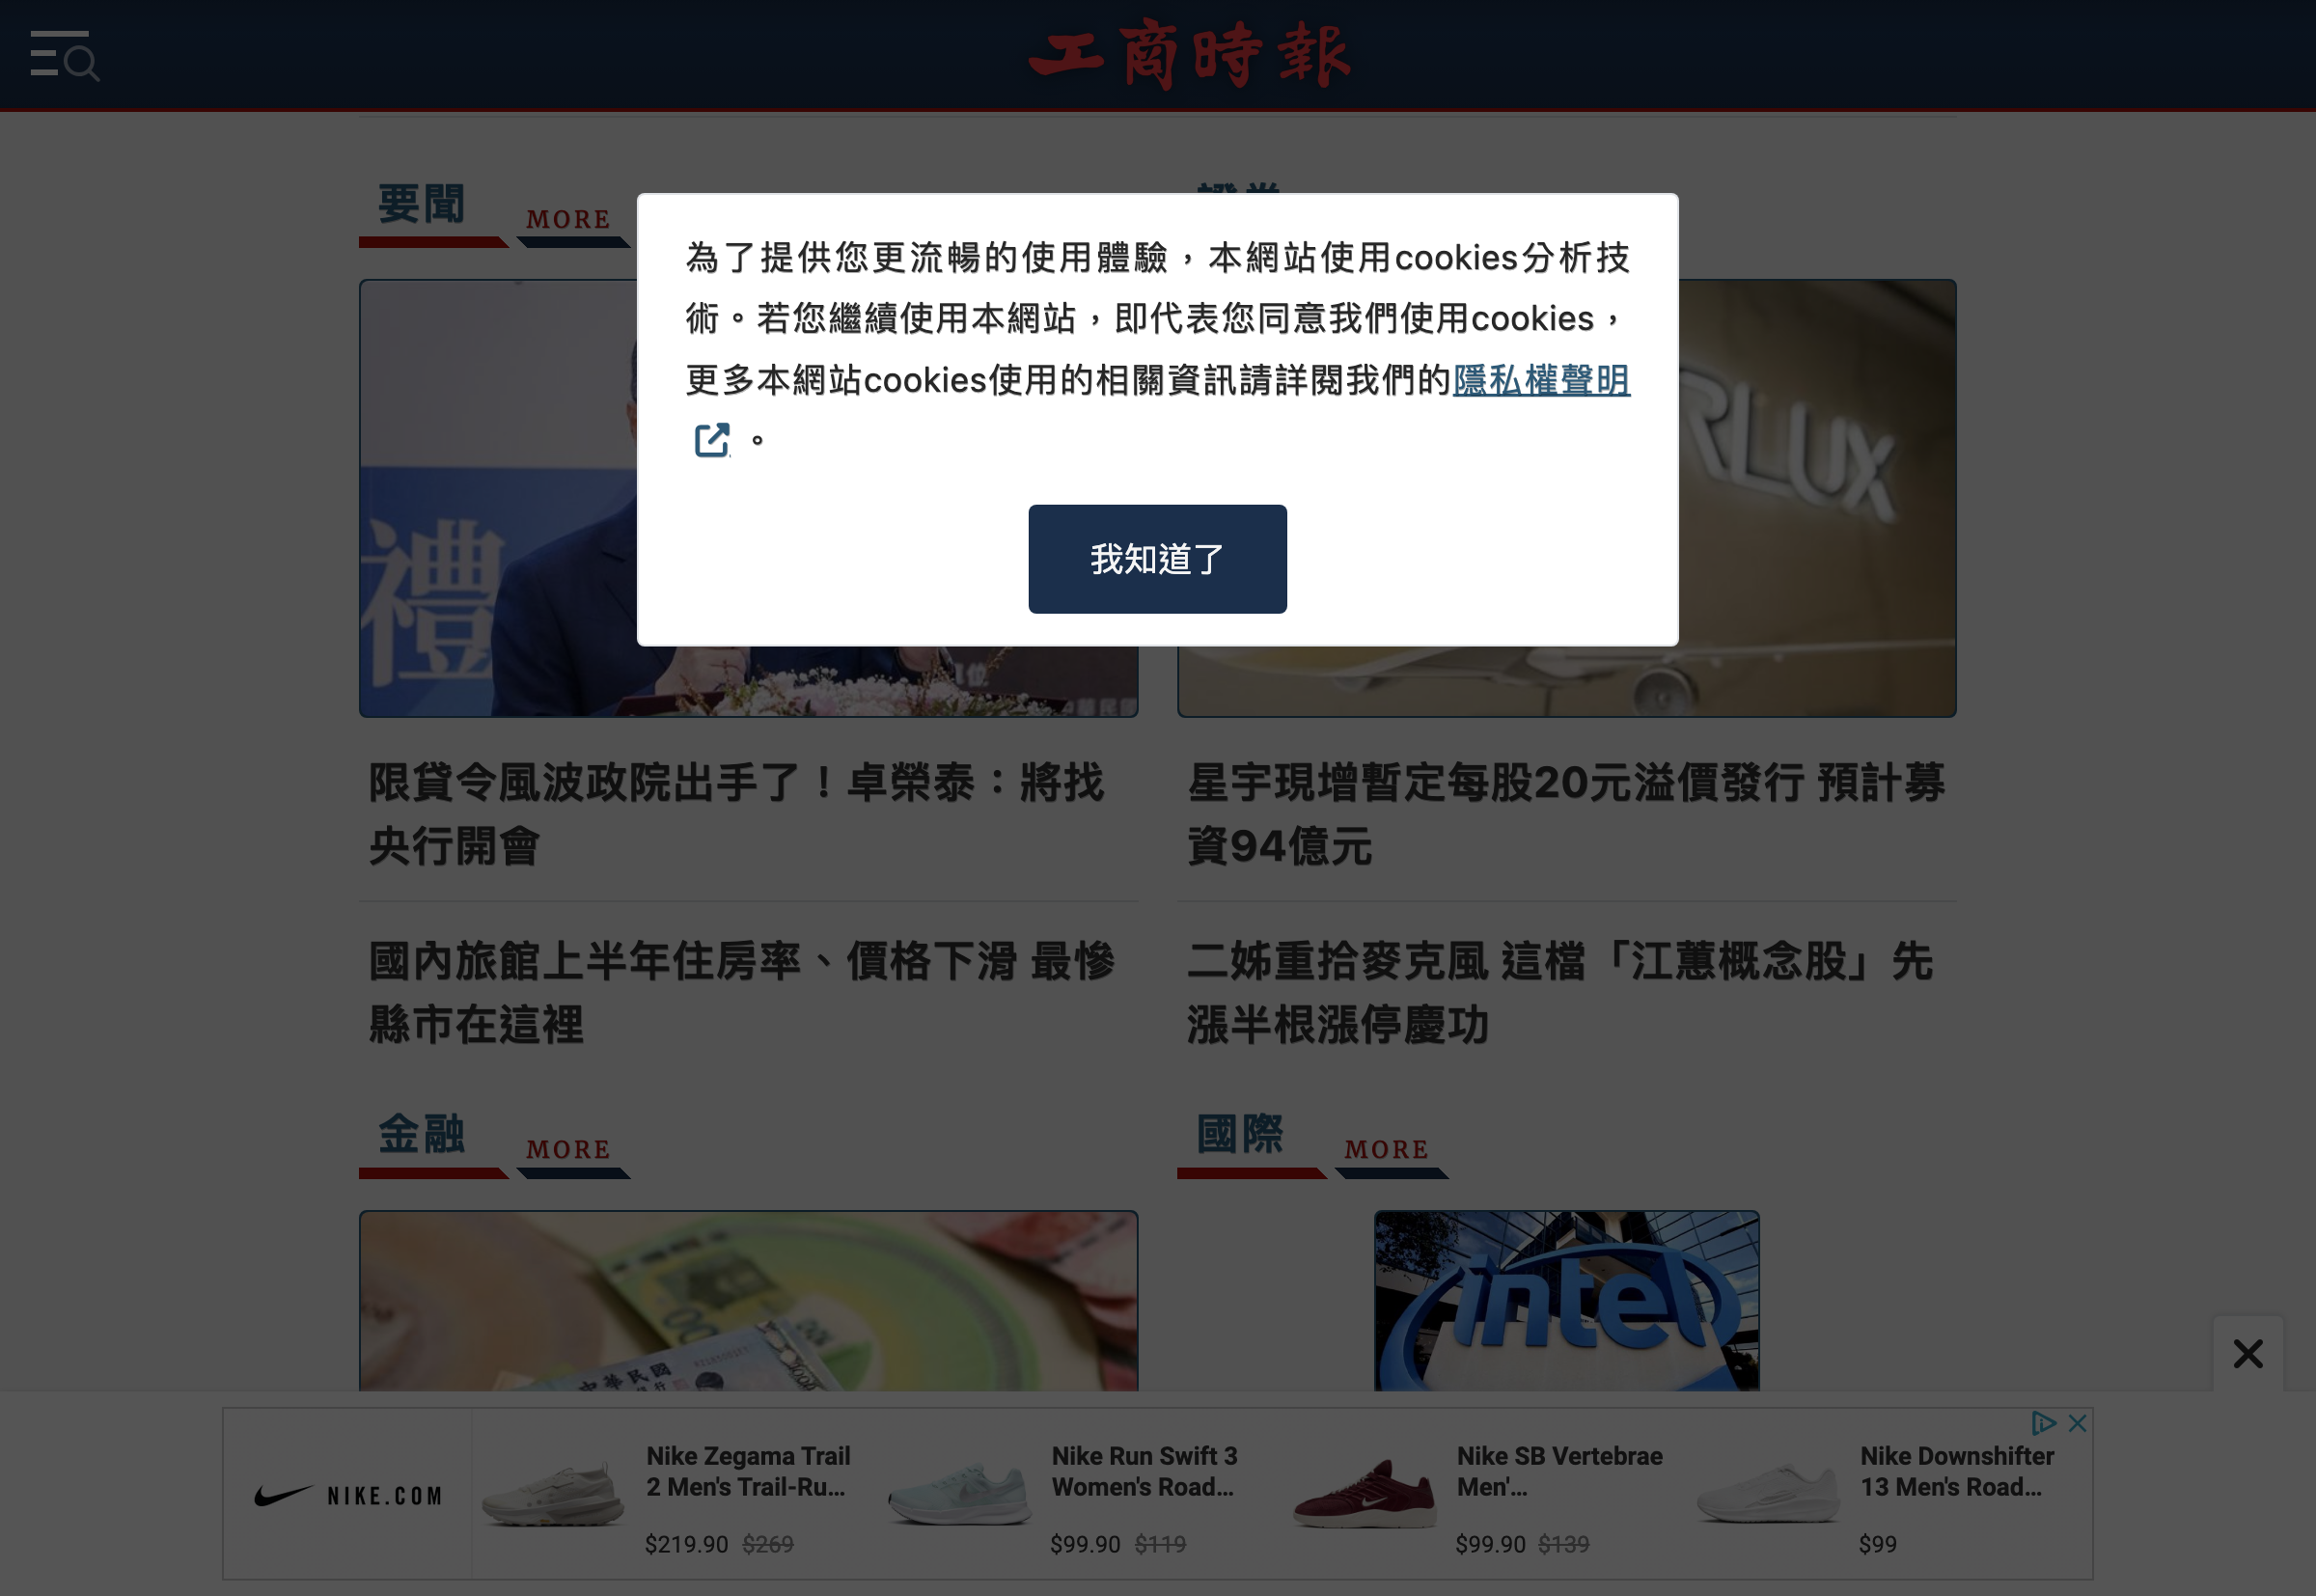 工商時報
要聞
MORE
為了提供您更流暢的使用體驗，本網站使用cookies分析技
術。若您繼續使用本網站，即代表您同意我們使用cookies，
更多本網站cookies使用的相關資訊請詳閱我們的隱私權聲明
。
我知道了
禮
RLUX
限貸令風波政院出手了！卓榮泰：將找
央行開會
星宇現增暫定每股20元溢價發行 預計募
資94億元
國內旅館上半年住房率、價格下滑 最慘
縣市在這裡
二姊重拾麥克風 這檔「江蕙概念股」先
漲半根漲停慶功
金融
MORE
國際
MORE
中華民國
intel
NIKE.COM
Nike Zegama Trail
2 Men's Trail-Ru...
$219.90 $269
Nike Run Swift 3
Women's Road...
$99.90 $119
Nike SB Vertebrae
Men'...
$99.90 $139
Nike Downshifter
13 Men's Road...
$99